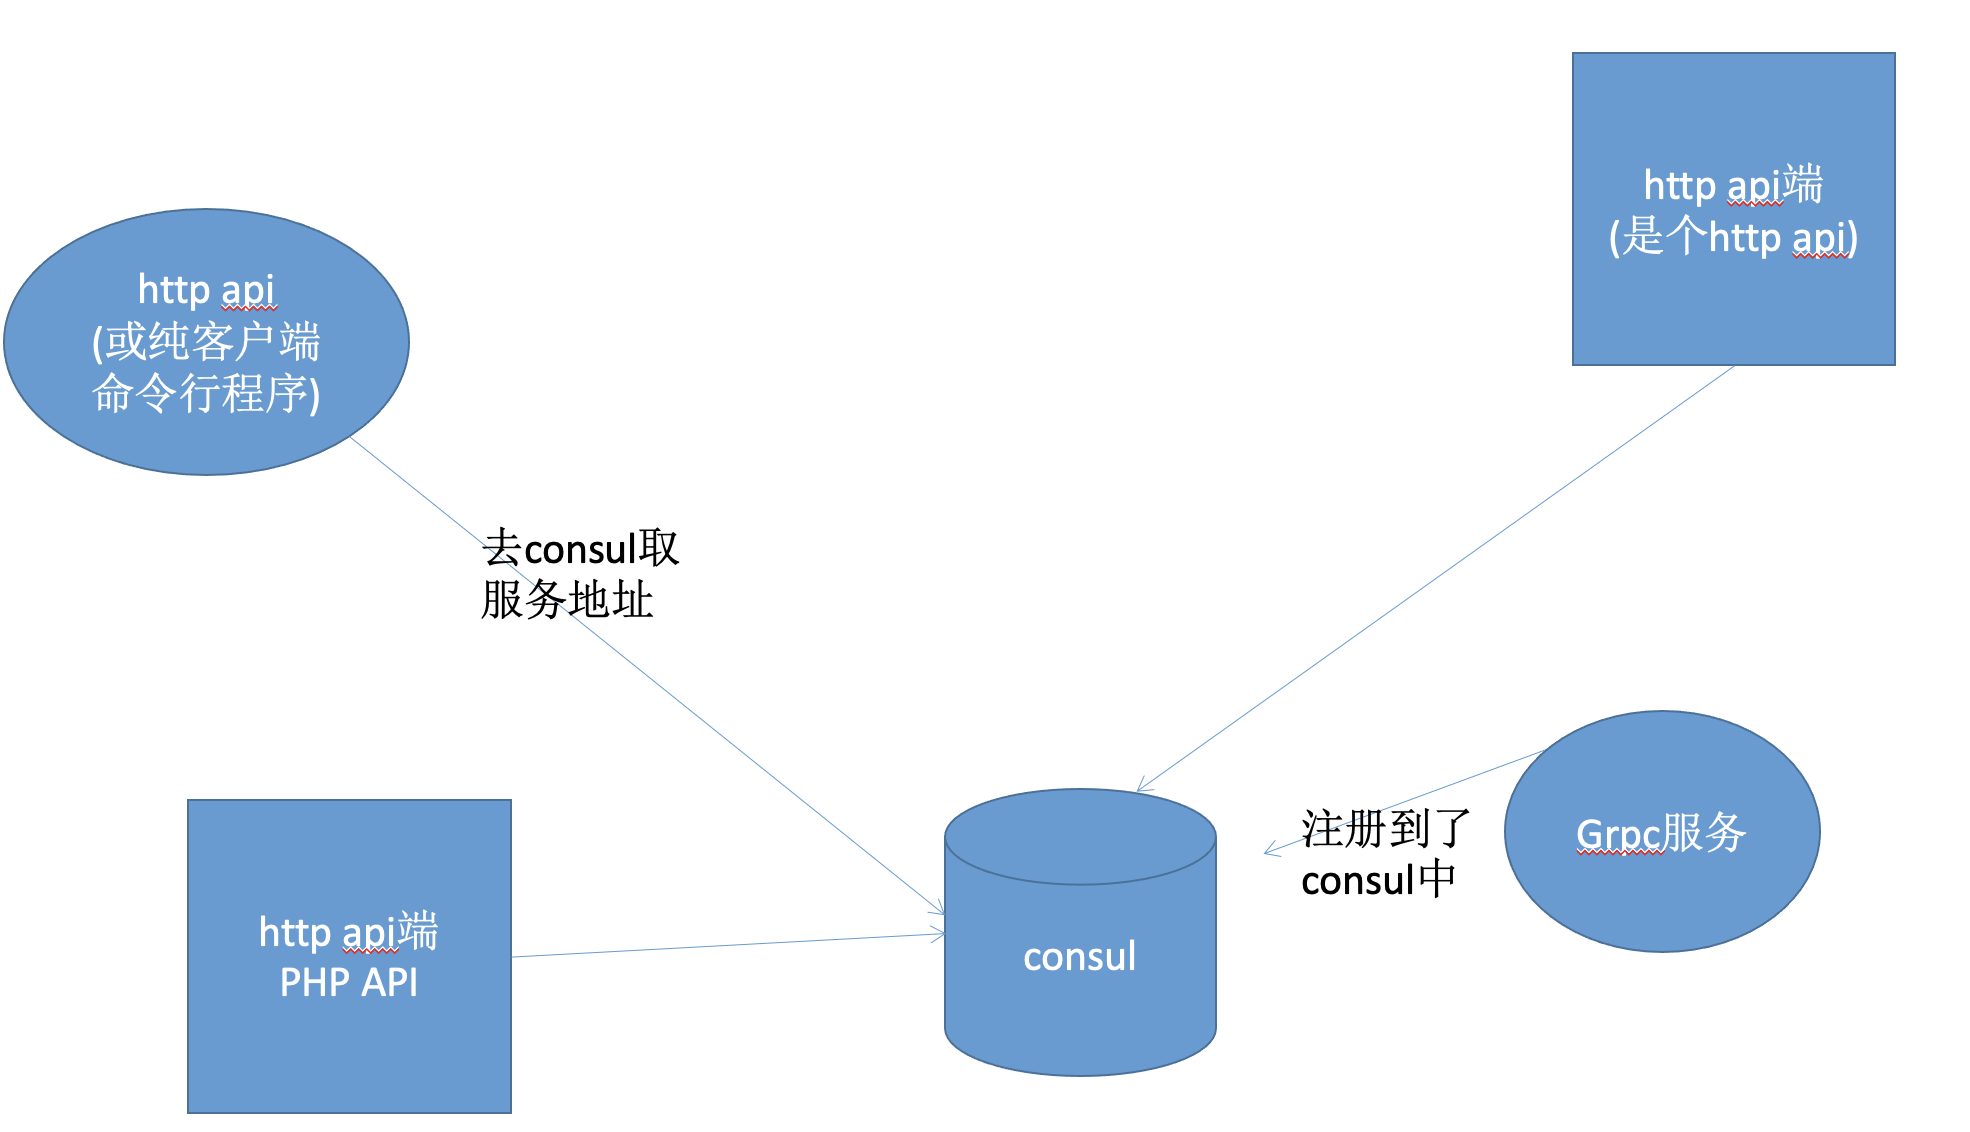 http api端
(是个http api)
http api
(或纯客户端
命令行程序)
去consul取
服务地址
注册到了
consul中
Grpc服务
http api端
PHP API
consul